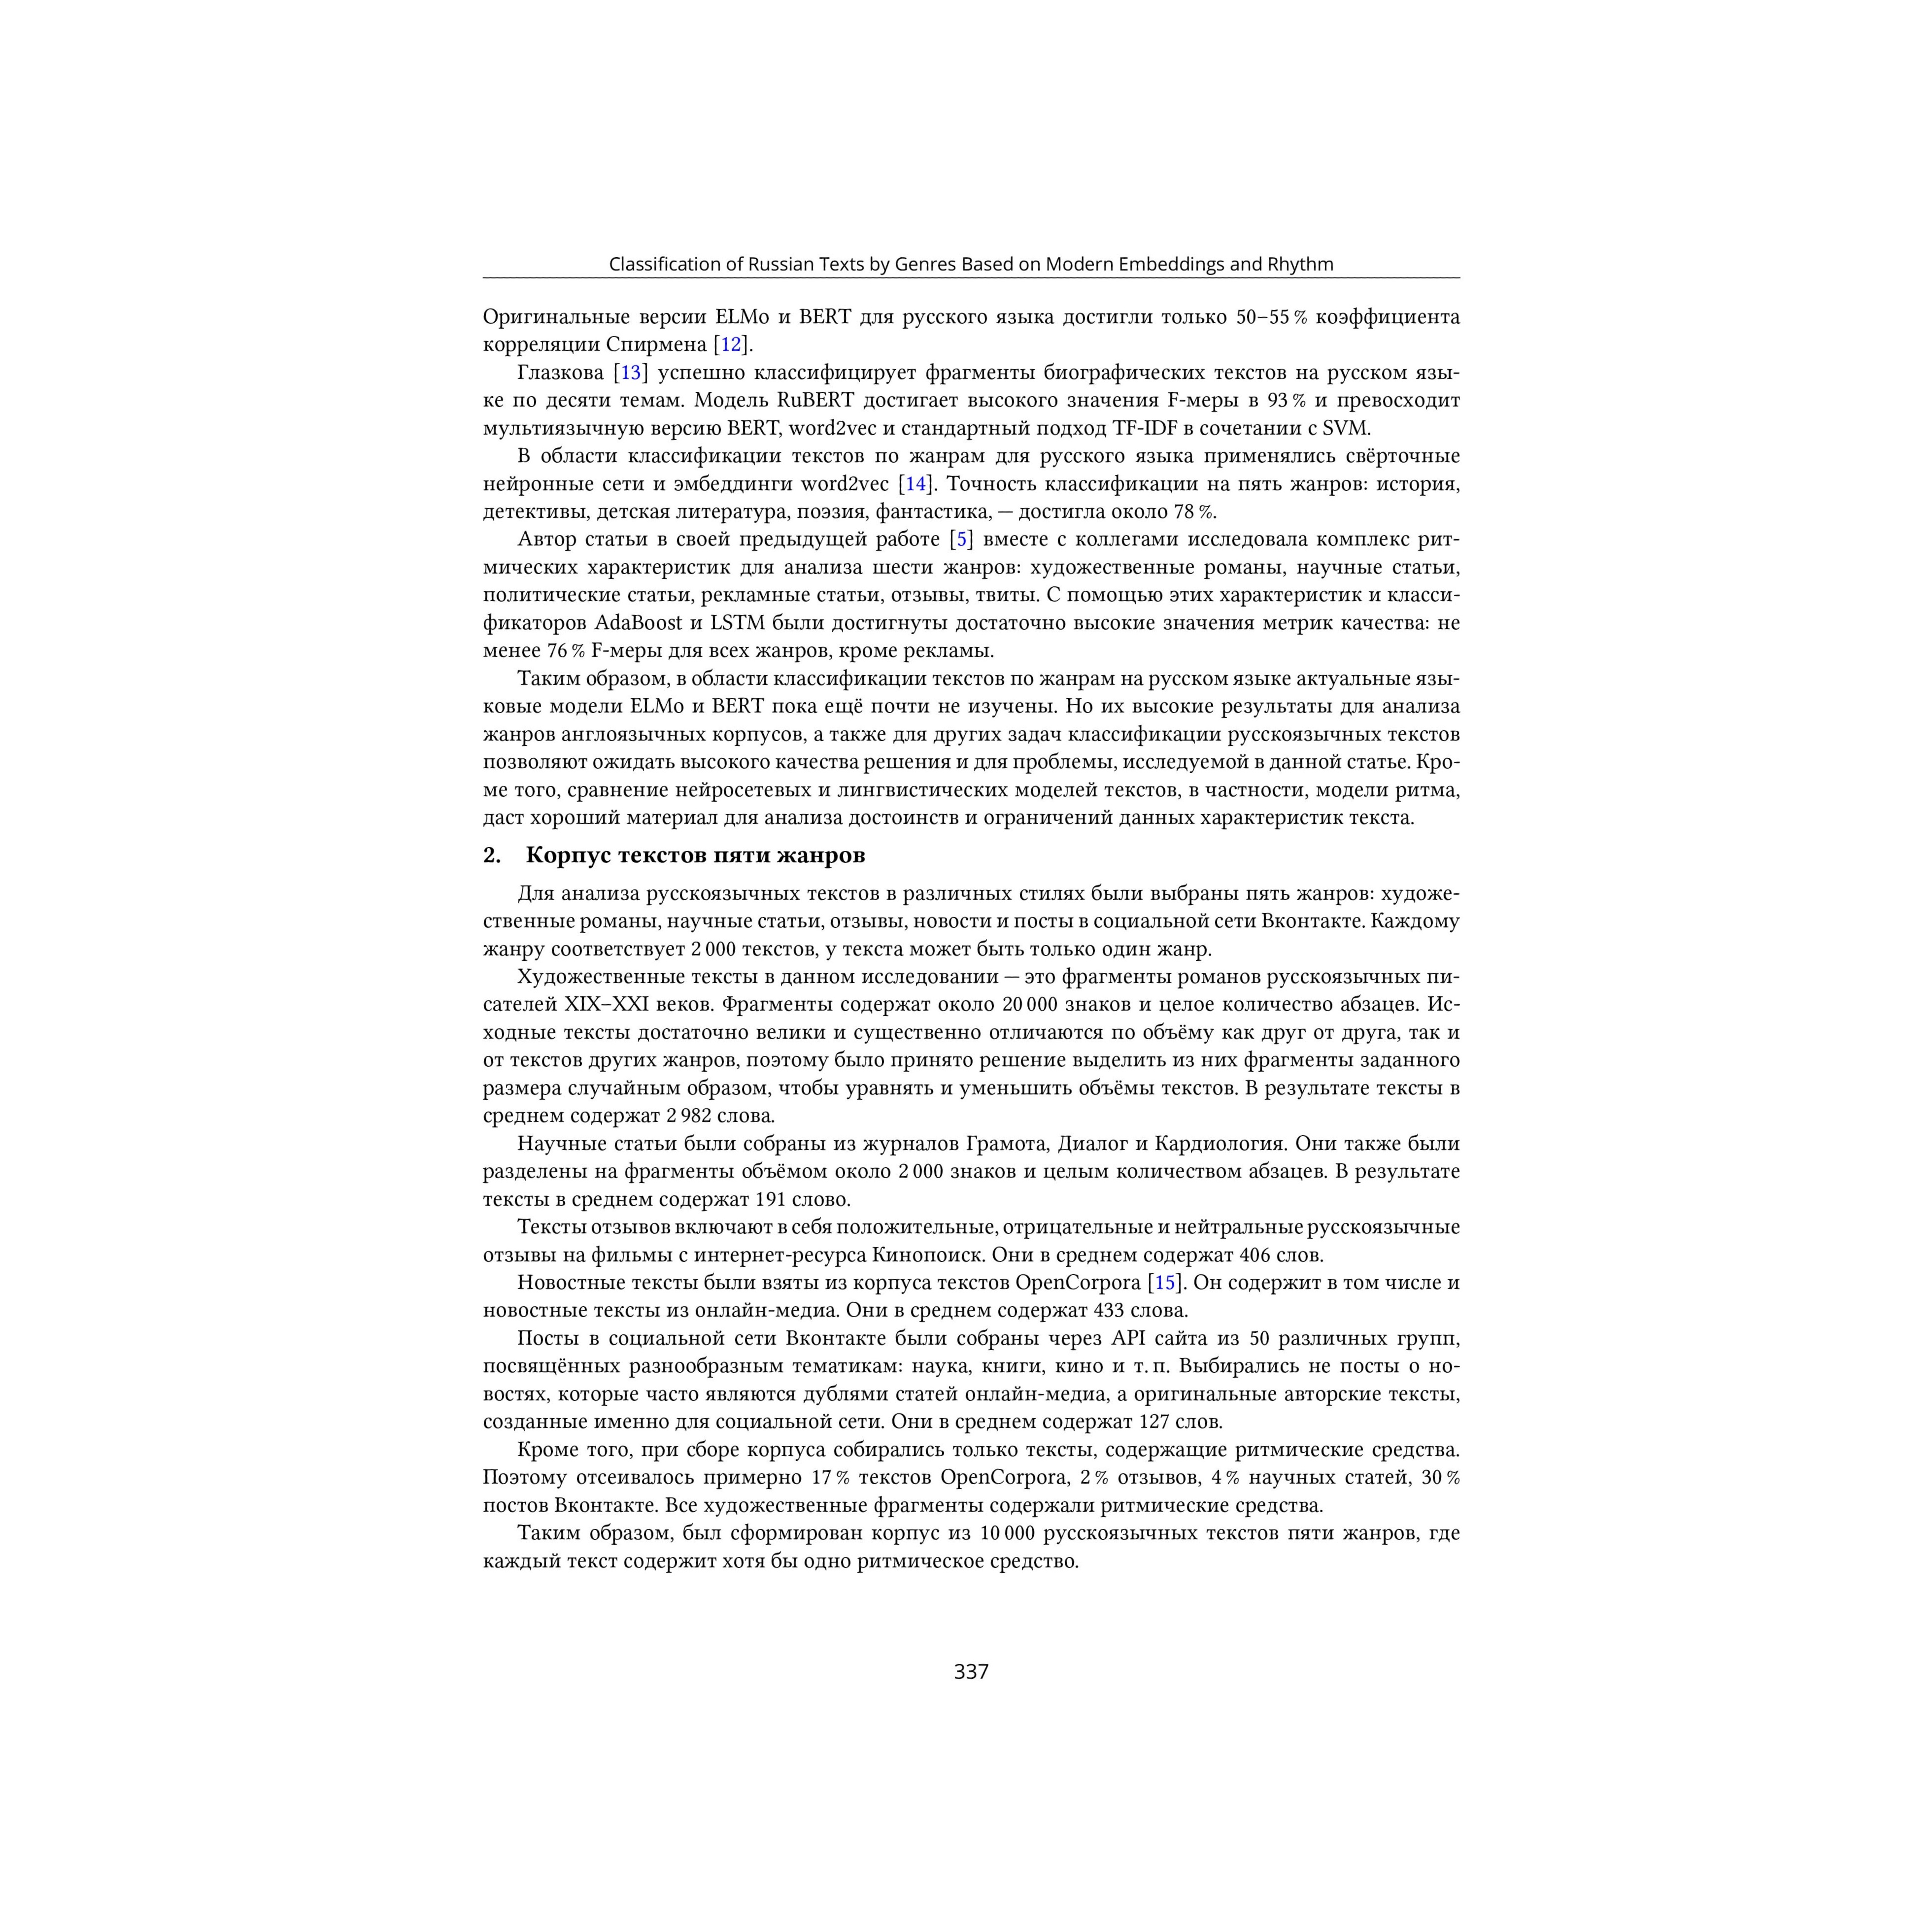 Classification of Russian Texts by Genres Based on Modern Embeddings and Rhythm
Оригинальные версии ELMo и BERT для русского языка достигли только 50–55 % коэффициента
корреляции Спирмена [12].
Глазкова [13] успешно классифицирует фрагменты биографических текстов на русском язы-
ке по десяти темам. Модель RuBERT достигает высокого значения F-меры в 93 % и превосходит
мультиязычную версию BERT, word2vec и стандартный подход TF-IDF в сочетании с SVM.
В области классификации текстов по жанрам для русского языка применялись свёрточные
нейронные сети и эмбеддинги word2vec [14]. Точность классификации на пять жанров: история,
детективы, детская литература, поэзия, фантастика, — достигла около 78 %.
Автор статьи в своей предыдущей работе [5] вместе с коллегами исследовала комплекс рит-
мических характеристик для анализа шести жанров: художественные романы, научные статьи,
политические статьи, рекламные статьи, отзывы, твиты. С помощью этих характеристик и класси-
фикаторов AdaBoost и LSTM были достигнуты достаточно высокие значения метрик качества: не
менее 76 % F-меры для всех жанров, кроме рекламы.
Таким образом, в области классификации текстов по жанрам на русском языке актуальные язы-
ковые модели ELMo и BERT пока ещё почти не изучены. Но их высокие результаты для анализа
жанров англоязычных корпусов, а также для других задач классификации русскоязычных текстов
позволяют ожидать высокого качества решения и для проблемы, исследуемой в данной статье. Кро-
ме того, сравнение нейросетевых и лингвистических моделей текстов, в частности, модели ритма,
даст хороший материал для анализа достоинств и ограничений данных характеристик текста.
2. Корпус текстов пяти жанров
Для анализа русскоязычных текстов в различных стилях были выбраны пять жанров: художе-
ственные романы, научные статьи, отзывы, новости и посты в социальной сети Вконтакте. Каждому
жанру соответствует 2 000 текстов, у текста может быть только один жанр.
Художественные тексты в данном исследовании — это фрагменты романов русскоязычных пи-
сателей XIX–XXI веков. Фрагменты содержат около 20 000 знаков и целое количество абзацев. Ис-
ходные тексты достаточно велики и существенно отличаются по объёму как друг от друга, так и
от текстов других жанров, поэтому было принято решение выделить из них фрагменты заданного
размера случайным образом, чтобы уравнять и уменьшить объёмы текстов. В результате тексты в
среднем содержат 2 982 слова.
Научные статьи были собраны из журналов Грамота, Диалог и Кардиология. Они также были
разделены на фрагменты объёмом около 2 000 знаков и целым количеством абзацев. В результате
тексты в среднем содержат 191 слово.
Тексты отзывов включают в себя положительные, отрицательные и нейтральные русскоязычные
отзывы на фильмы с интернет-ресурса Кинопоиск. Они в среднем содержат 406 слов.
Новостные тексты были взяты из корпуса текстов OpenCorpora [15]. Он содержит в том числе и
новостные тексты из онлайн-медиа. Они в среднем содержат 433 слова.
Посты в социальной сети Вконтакте были собраны через API сайта из 50 различных групп,
посвящённых разнообразным тематикам: наука, книги, кино и т. п. Выбирались не посты о но-
востях, которые часто являются дублями статей онлайн-медиа, а оригинальные авторские тексты,
созданные именно для социальной сети. Они в среднем содержат 127 слов.
Кроме того, при сборе корпуса собирались только тексты, содержащие ритмические средства.
Поэтому отсеивалось примерно 17 % текстов OpenCorpora, 2 % отзывов, 4 % научных статей, 30 %
постов Вконтакте. Все художественные фрагменты содержали ритмические средства.
Таким образом, был сформирован корпус из 10 000 русскоязычных текстов пяти жанров, где
каждый текст содержит хотя бы одно ритмическое средство.
337